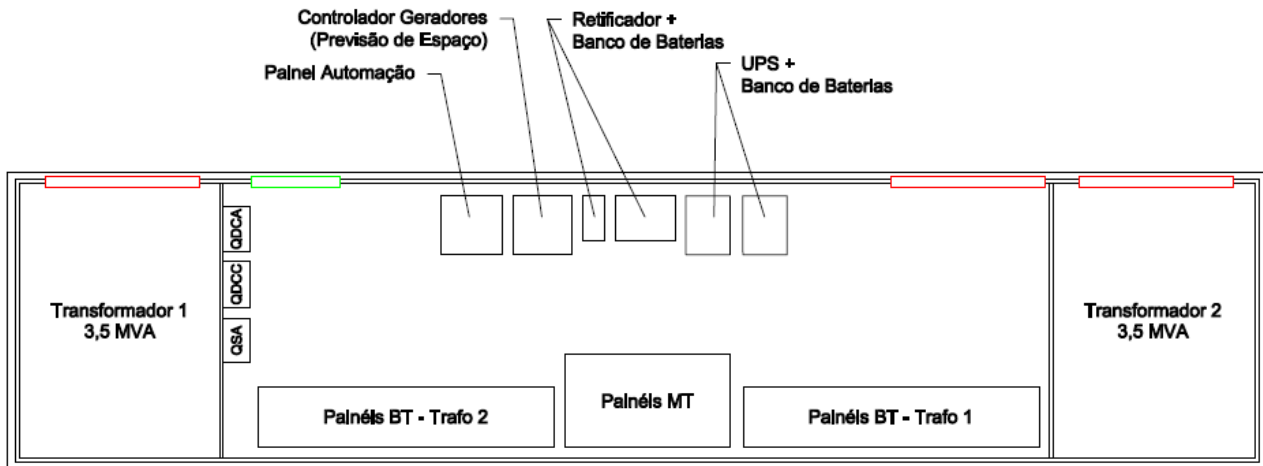 Controlador Geradores
(Previsão de Espaço)
Painel Automação
Retificador +
Banco de Baterias
UPS +
Banco de Baterias
QDCA
QDCC
QSA
Transformador 1
3,5 MVA
Transformador 2
3,5 MVA
Painéis BT - Trafo 2
Painéis MT
Painéis BT - Trafo 1